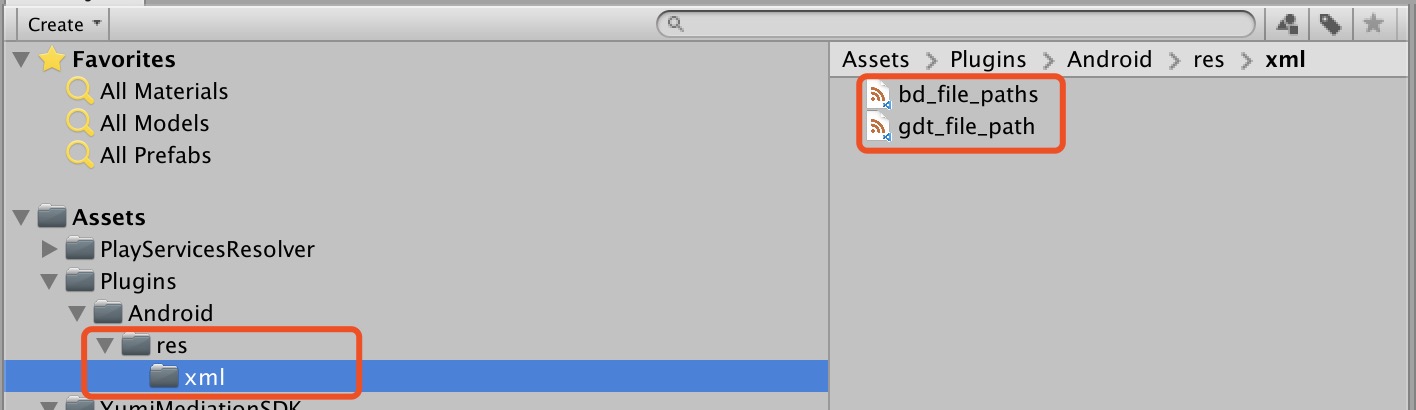 Create
Favorites
All Materials
All Models
All Prefabs
Assets
PlayServicesResolver
Plugins
Android
res
xml
YumiMediationSDK
Assets > Plugins > Android > res > xml
bd_file_paths
gdt_file_path